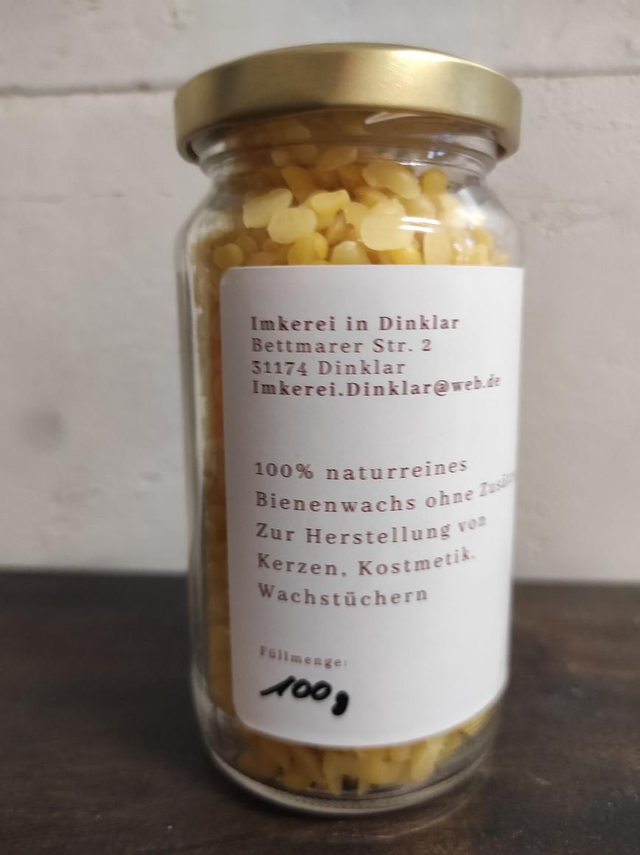 Imkerei in Dinklar
Bettmarer Str. 2
31174 Dinklar
Imkerei.Dinklar@web.de
100% naturreines
Bienenwachs ohne
Zur Herstellung von
Kerzen, Kostmetik.
Wachstüchern
Füllmenge:
100g